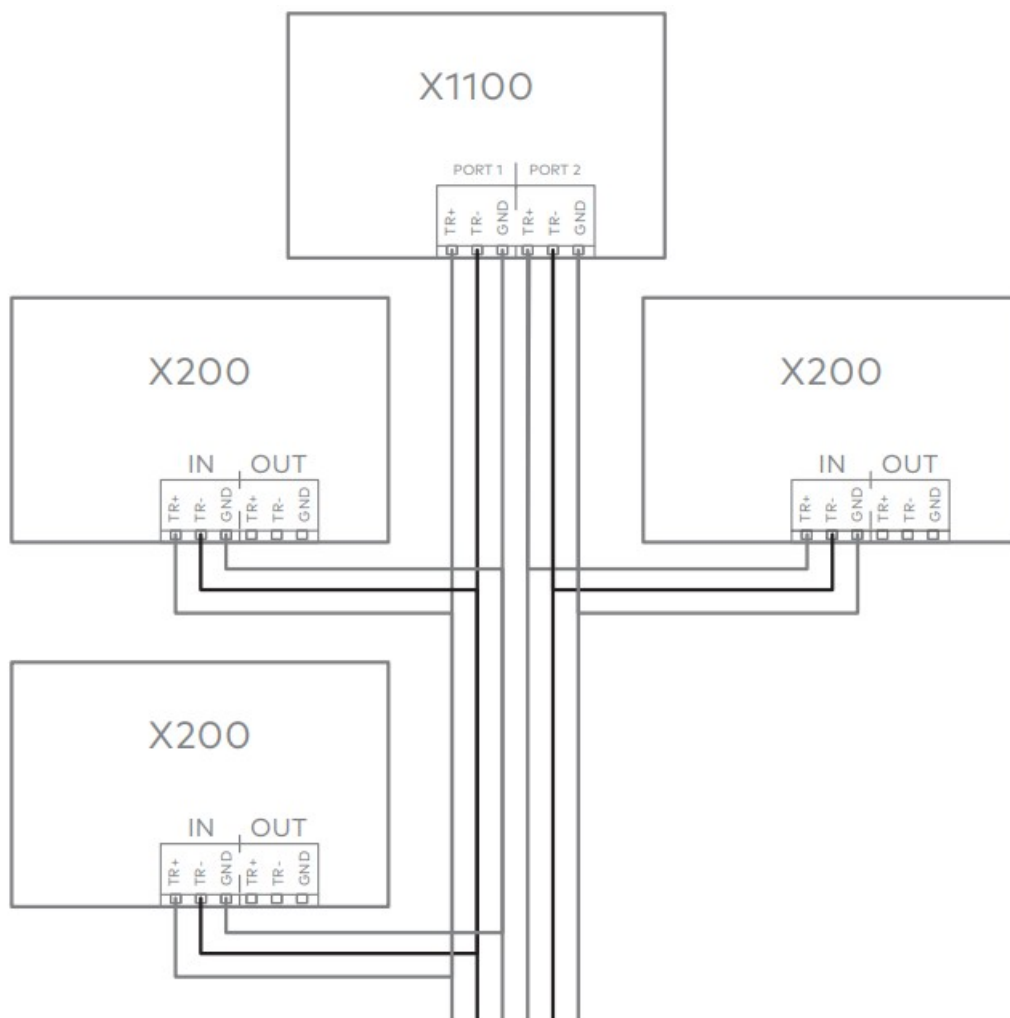 X1100
PORT 1 PORT 2
TR+ TR- GND TR+ TR- GND
X200
IN OUT
TR+ TR- GND TR+ TR- GND
X200
IN OUT
TR+ TR- GND TR+ TR- GND
X200
IN OUT
TR+ TR- GND TR+ TR- GND